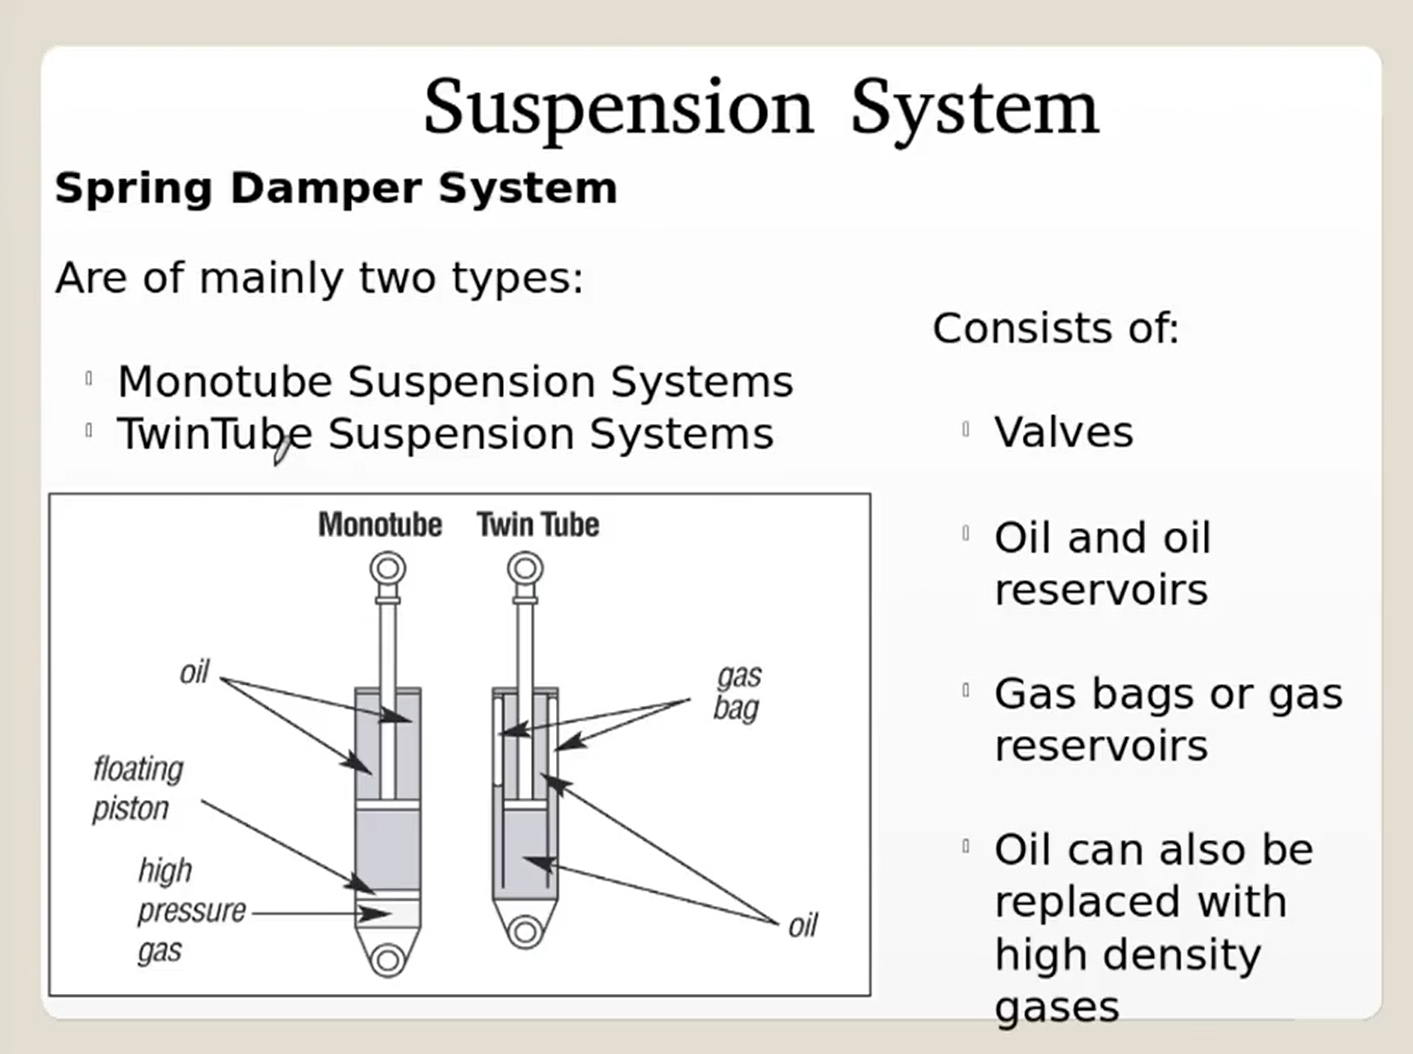 Suspension System
Spring Damper System
Are of mainly two types:
Monotube Suspension Systems
TwinTube Suspension Systems
Consists of:
Valves
Oil and oil
reservoirs
Gas bags or gas
reservoirs
Oil can also be
replaced with
high density
gases
Monotube
Twin Tube
oil
floating
piston
high
pressure
gas
gas
bag
oil